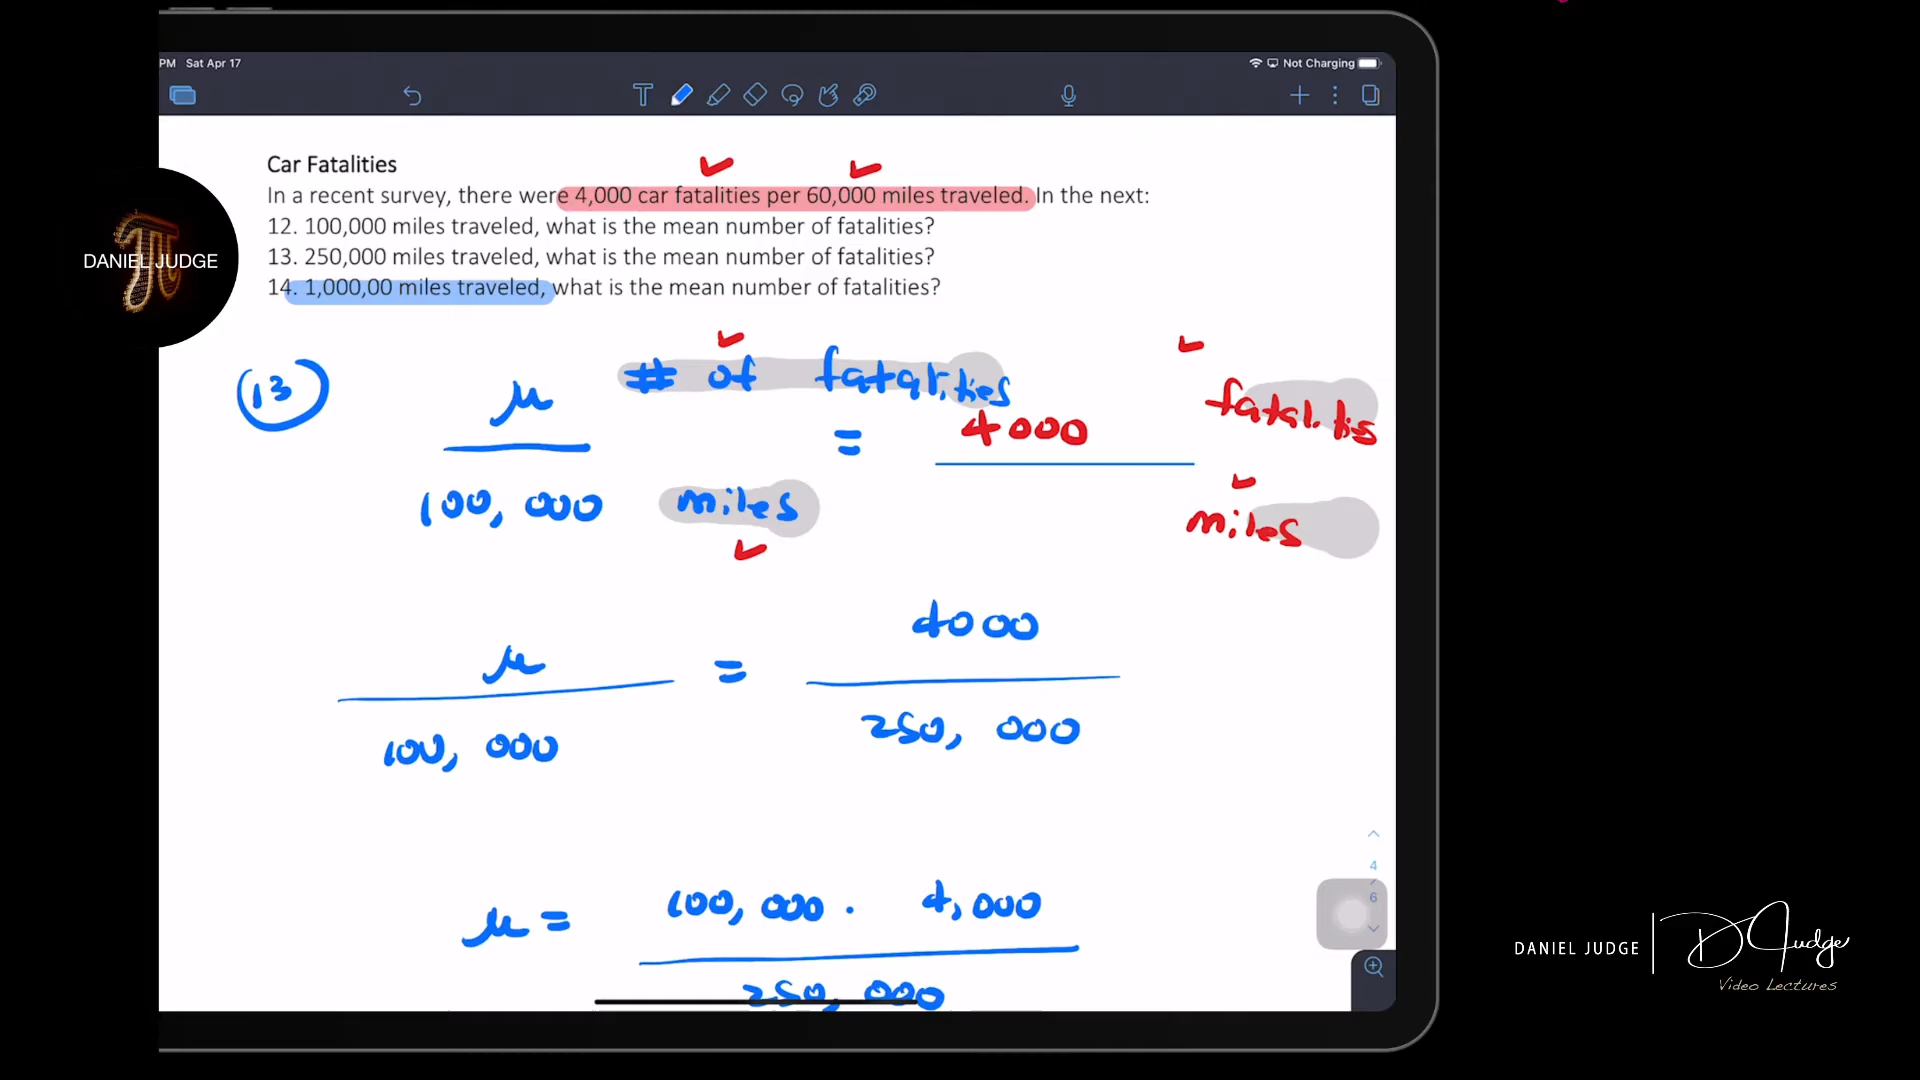 PM Sat Apr 17
Not Charging
Car Fatalities
In a recent survey, there were 4,000 car fatalities per 60,000 miles traveled. In the next:
12. 100,000 miles traveled, what is the mean number of fatalities?
13. 250,000 miles traveled, what is the mean number of fatalities?
14. 1,000,00 miles traveled, what is the mean number of fatalities?
DANIEL JUDGE
π
13
μ # of fatalities = 4000 fatalitis
100,000 miles miles
μ = 4000
100,000 250,000
μ = 100,000 · 4,000
250,000
4
6
DANIEL JUDGE
DJudge
Video Lectures